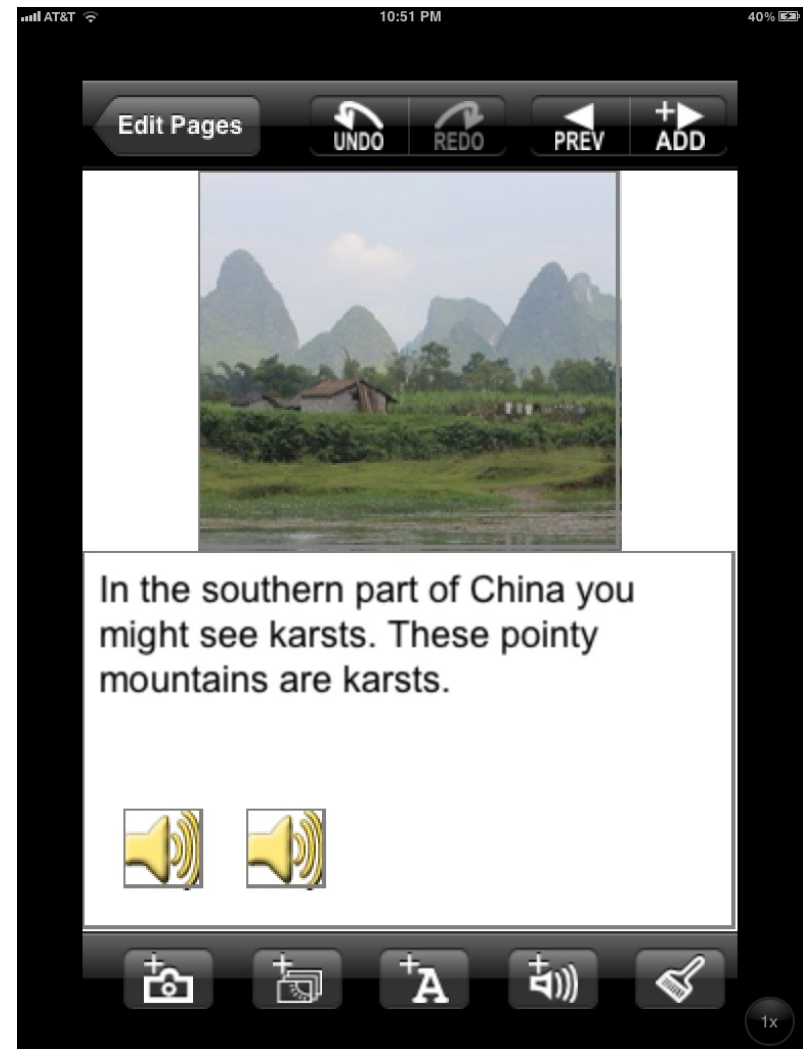 AT&T 10:51 PM 40%
Edit Pages UNDO REDO PREV ADD
In the southern part of China you
might see karsts. These pointy
mountains are karsts.
A
1x